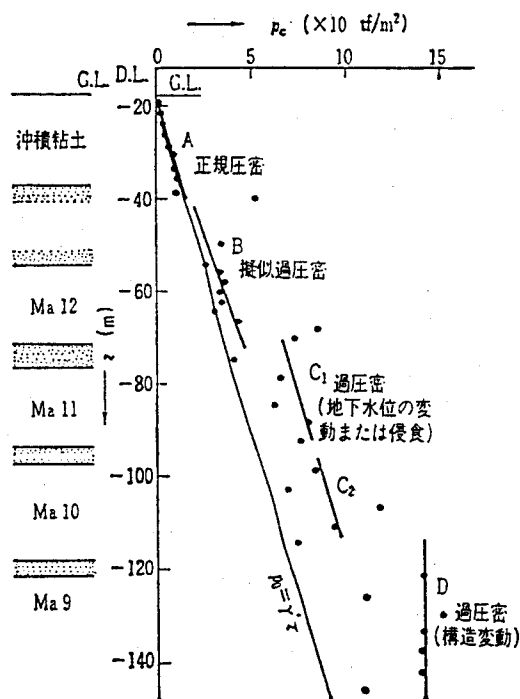 p_c (×10 tf/m²)
0 5 10 15
G.L. D.L. G.L.
-20
沖積粘土
A
正規圧密
-40
B
擬似過圧密
-60
Ma 12
z (m)
-80
C₁ 過圧密
(地下水位の変
動または侵食)
Ma 11
-100
C₂
Ma 10
-120
Ma 9
p₀=γ'z
D
過圧密
(構造変動)
-140